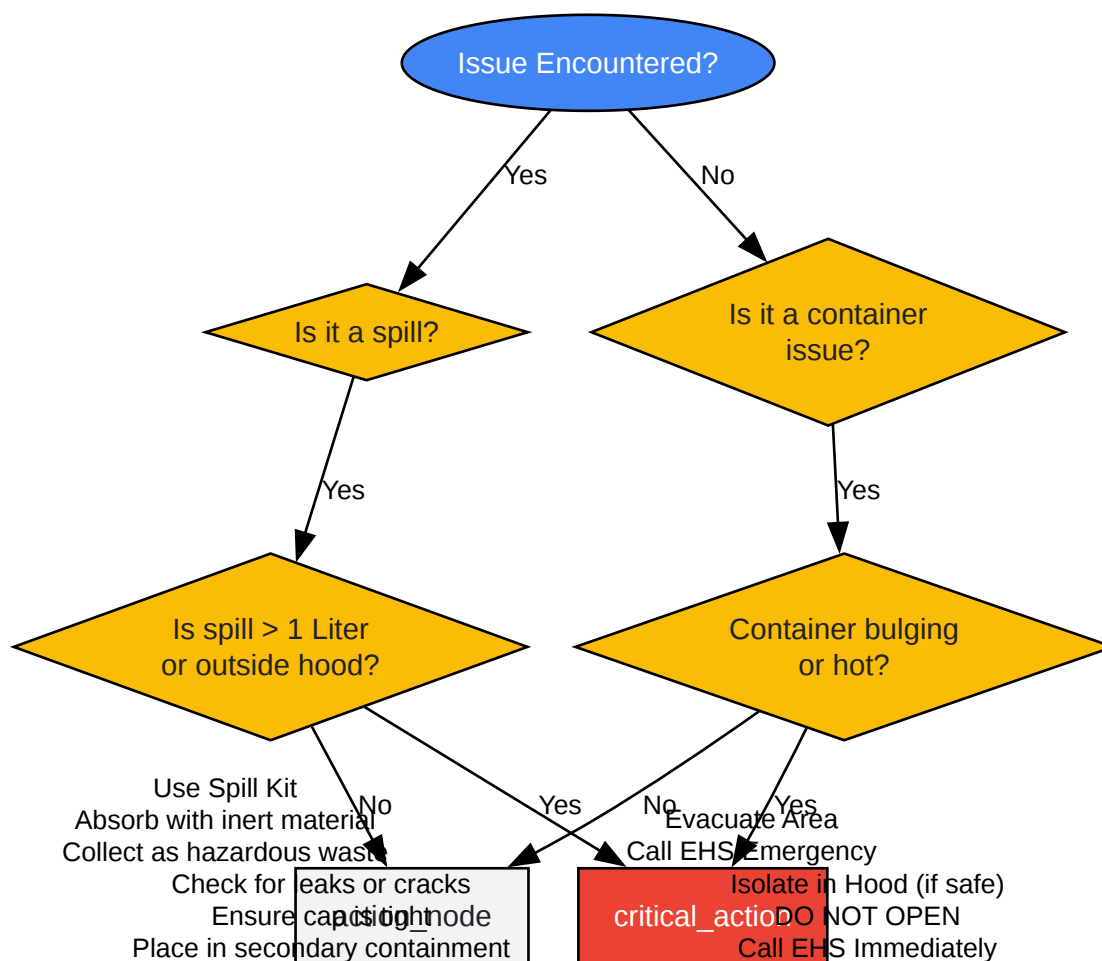 Issue Encountered?
Yes
No
Is it a spill?
Is it a container
issue?
Yes
Yes
Is spill > 1 Liter
or outside hood?
Container bulging
or hot?
No
Yes
No
Yes
Use Spill Kit
Absorb with inert material
Collect as hazardous waste
Check for leaks or cracks
Ensure cap is tight
Place in secondary containment
action_node
Evacuate Area
Call EHS Emergency
Isolate in Hood (if safe)
DO NOT OPEN
Call EHS Immediately
critical_action